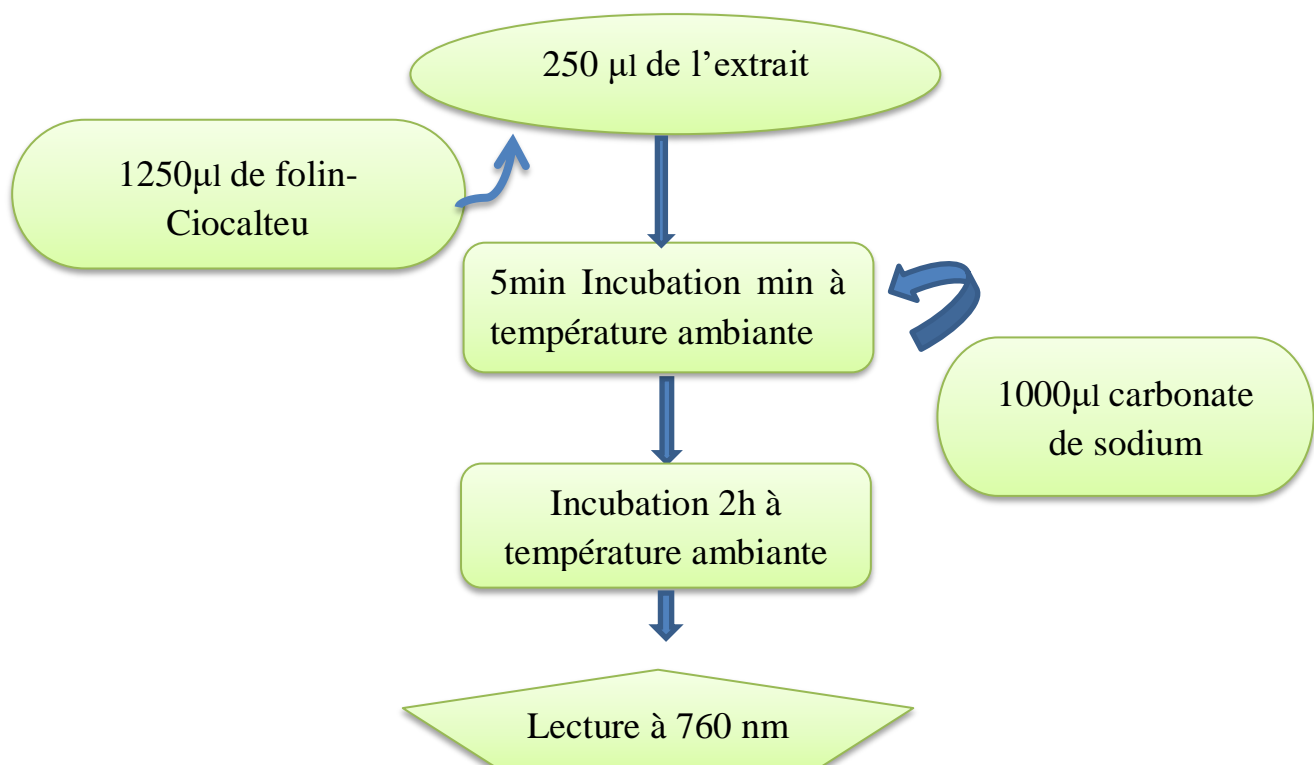 250 µl de l’extrait
1250µl de folin-
Ciocalteu
5min Incubation min à
température ambiante
1000µl carbonate
de sodium
Incubation 2h à
température ambiante
Lecture à 760 nm